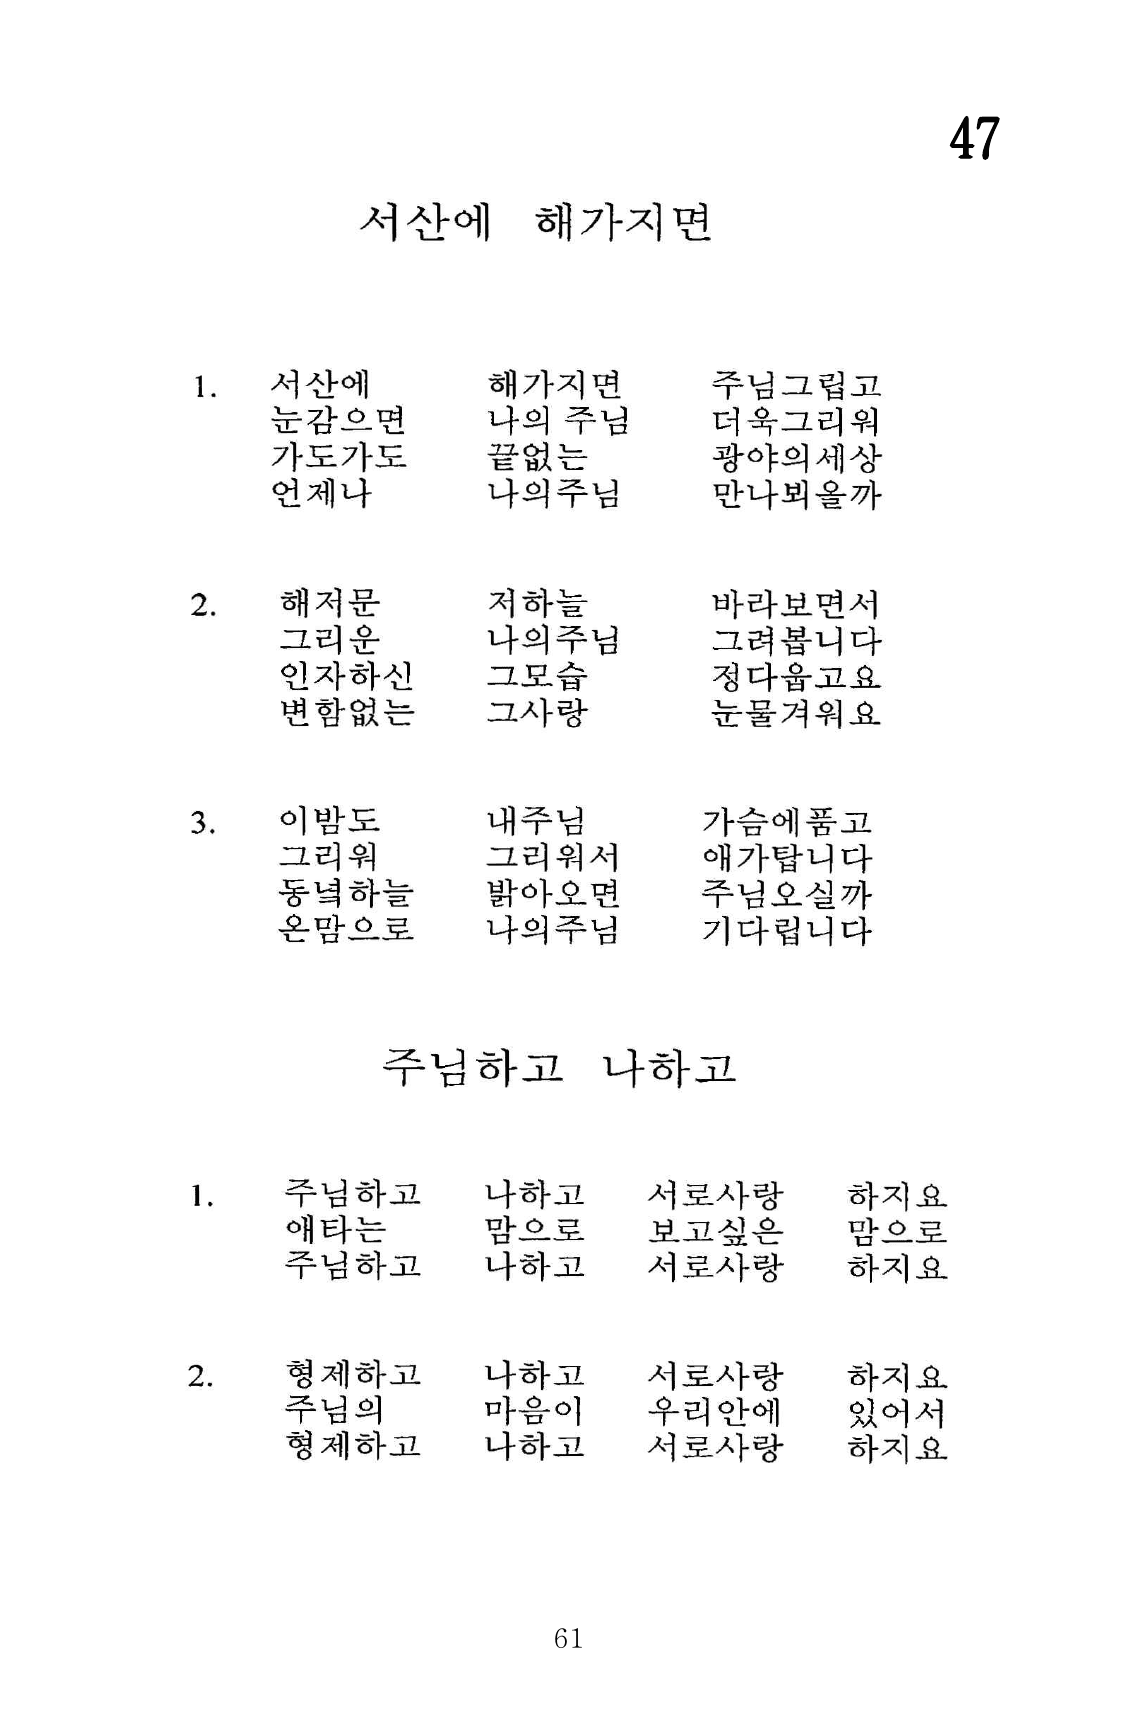 47
서산에 해가지면
1. 서산에 해가지면 주님그립고
눈감으면 나의 주님 더욱그리워
가도가도 끝없는 광야의세상
언제나 나의주님 만나뵈올까
2. 해저문 저하늘 바라보면서
그리운 나의주님 그려봅니다
인자하신 그모습 정다웁고요
변함없는 그사랑 눈물겨워요
3. 이밤도 내주님 가슴에품고
그리워 그리워서 애가탑니다
동녘하늘 밝아오면 주님오실까
온맘으로 나의주님 기다립니다
주님하고 나하고
1. 주님하고 나하고 서로사랑 하지요
애타는 맘으로 보고싶은 맘으로
주님하고 나하고 서로사랑 하지요
2. 형제하고 나하고 서로사랑 하지요
주님의 마음이 우리안에 있어서
형제하고 나하고 서로사랑 하지요
61